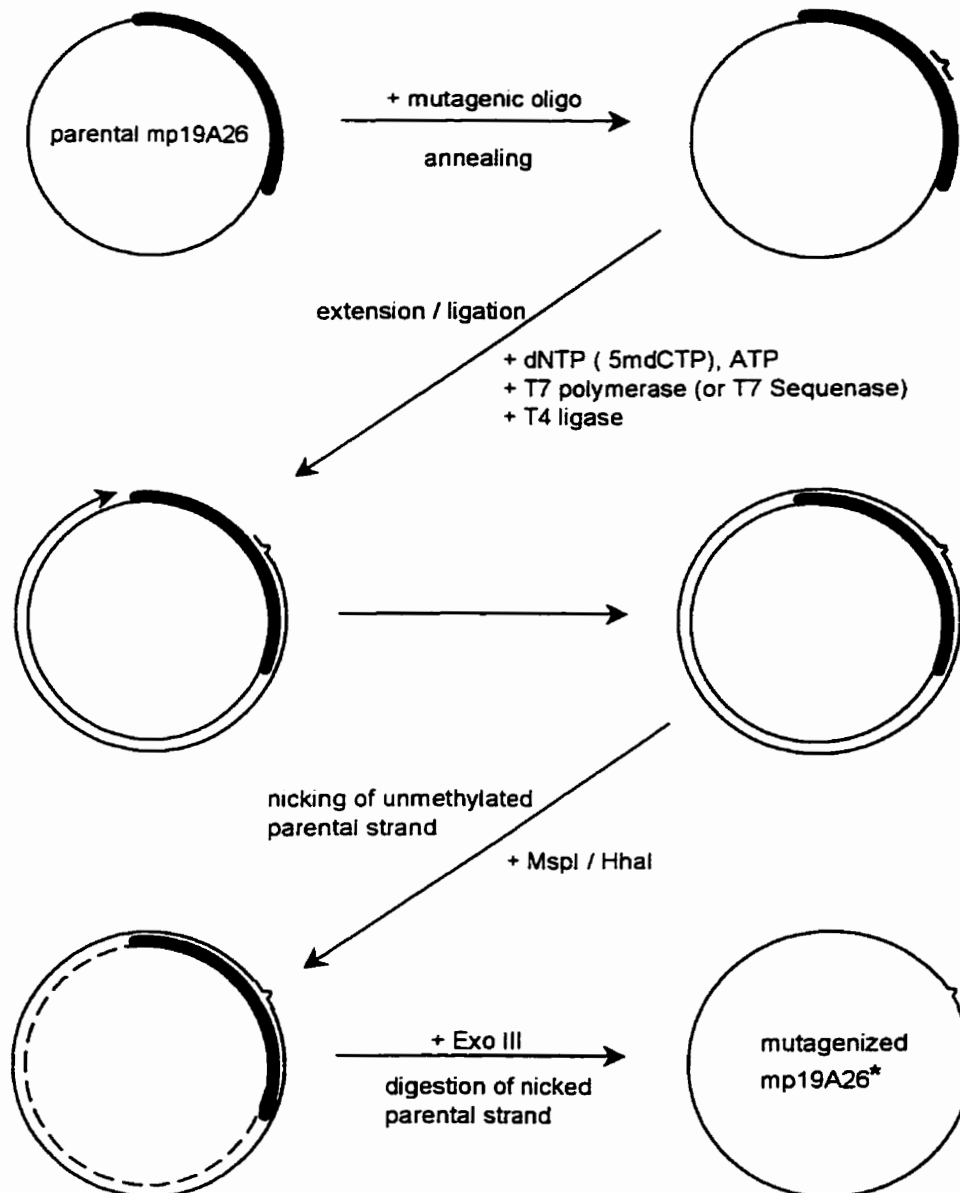 parental mp19A26
+ mutagenic oligo
annealing
extension / ligation
+ dNTP ( 5mdCTP), ATP
+ T7 polymerase (or T7 Sequenase)
+ T4 ligase
nicking of unmethylated
parental strand
+ MspI / HhaI
+ Exo III
digestion of nicked
parental strand
mutagenized
mp19A26*